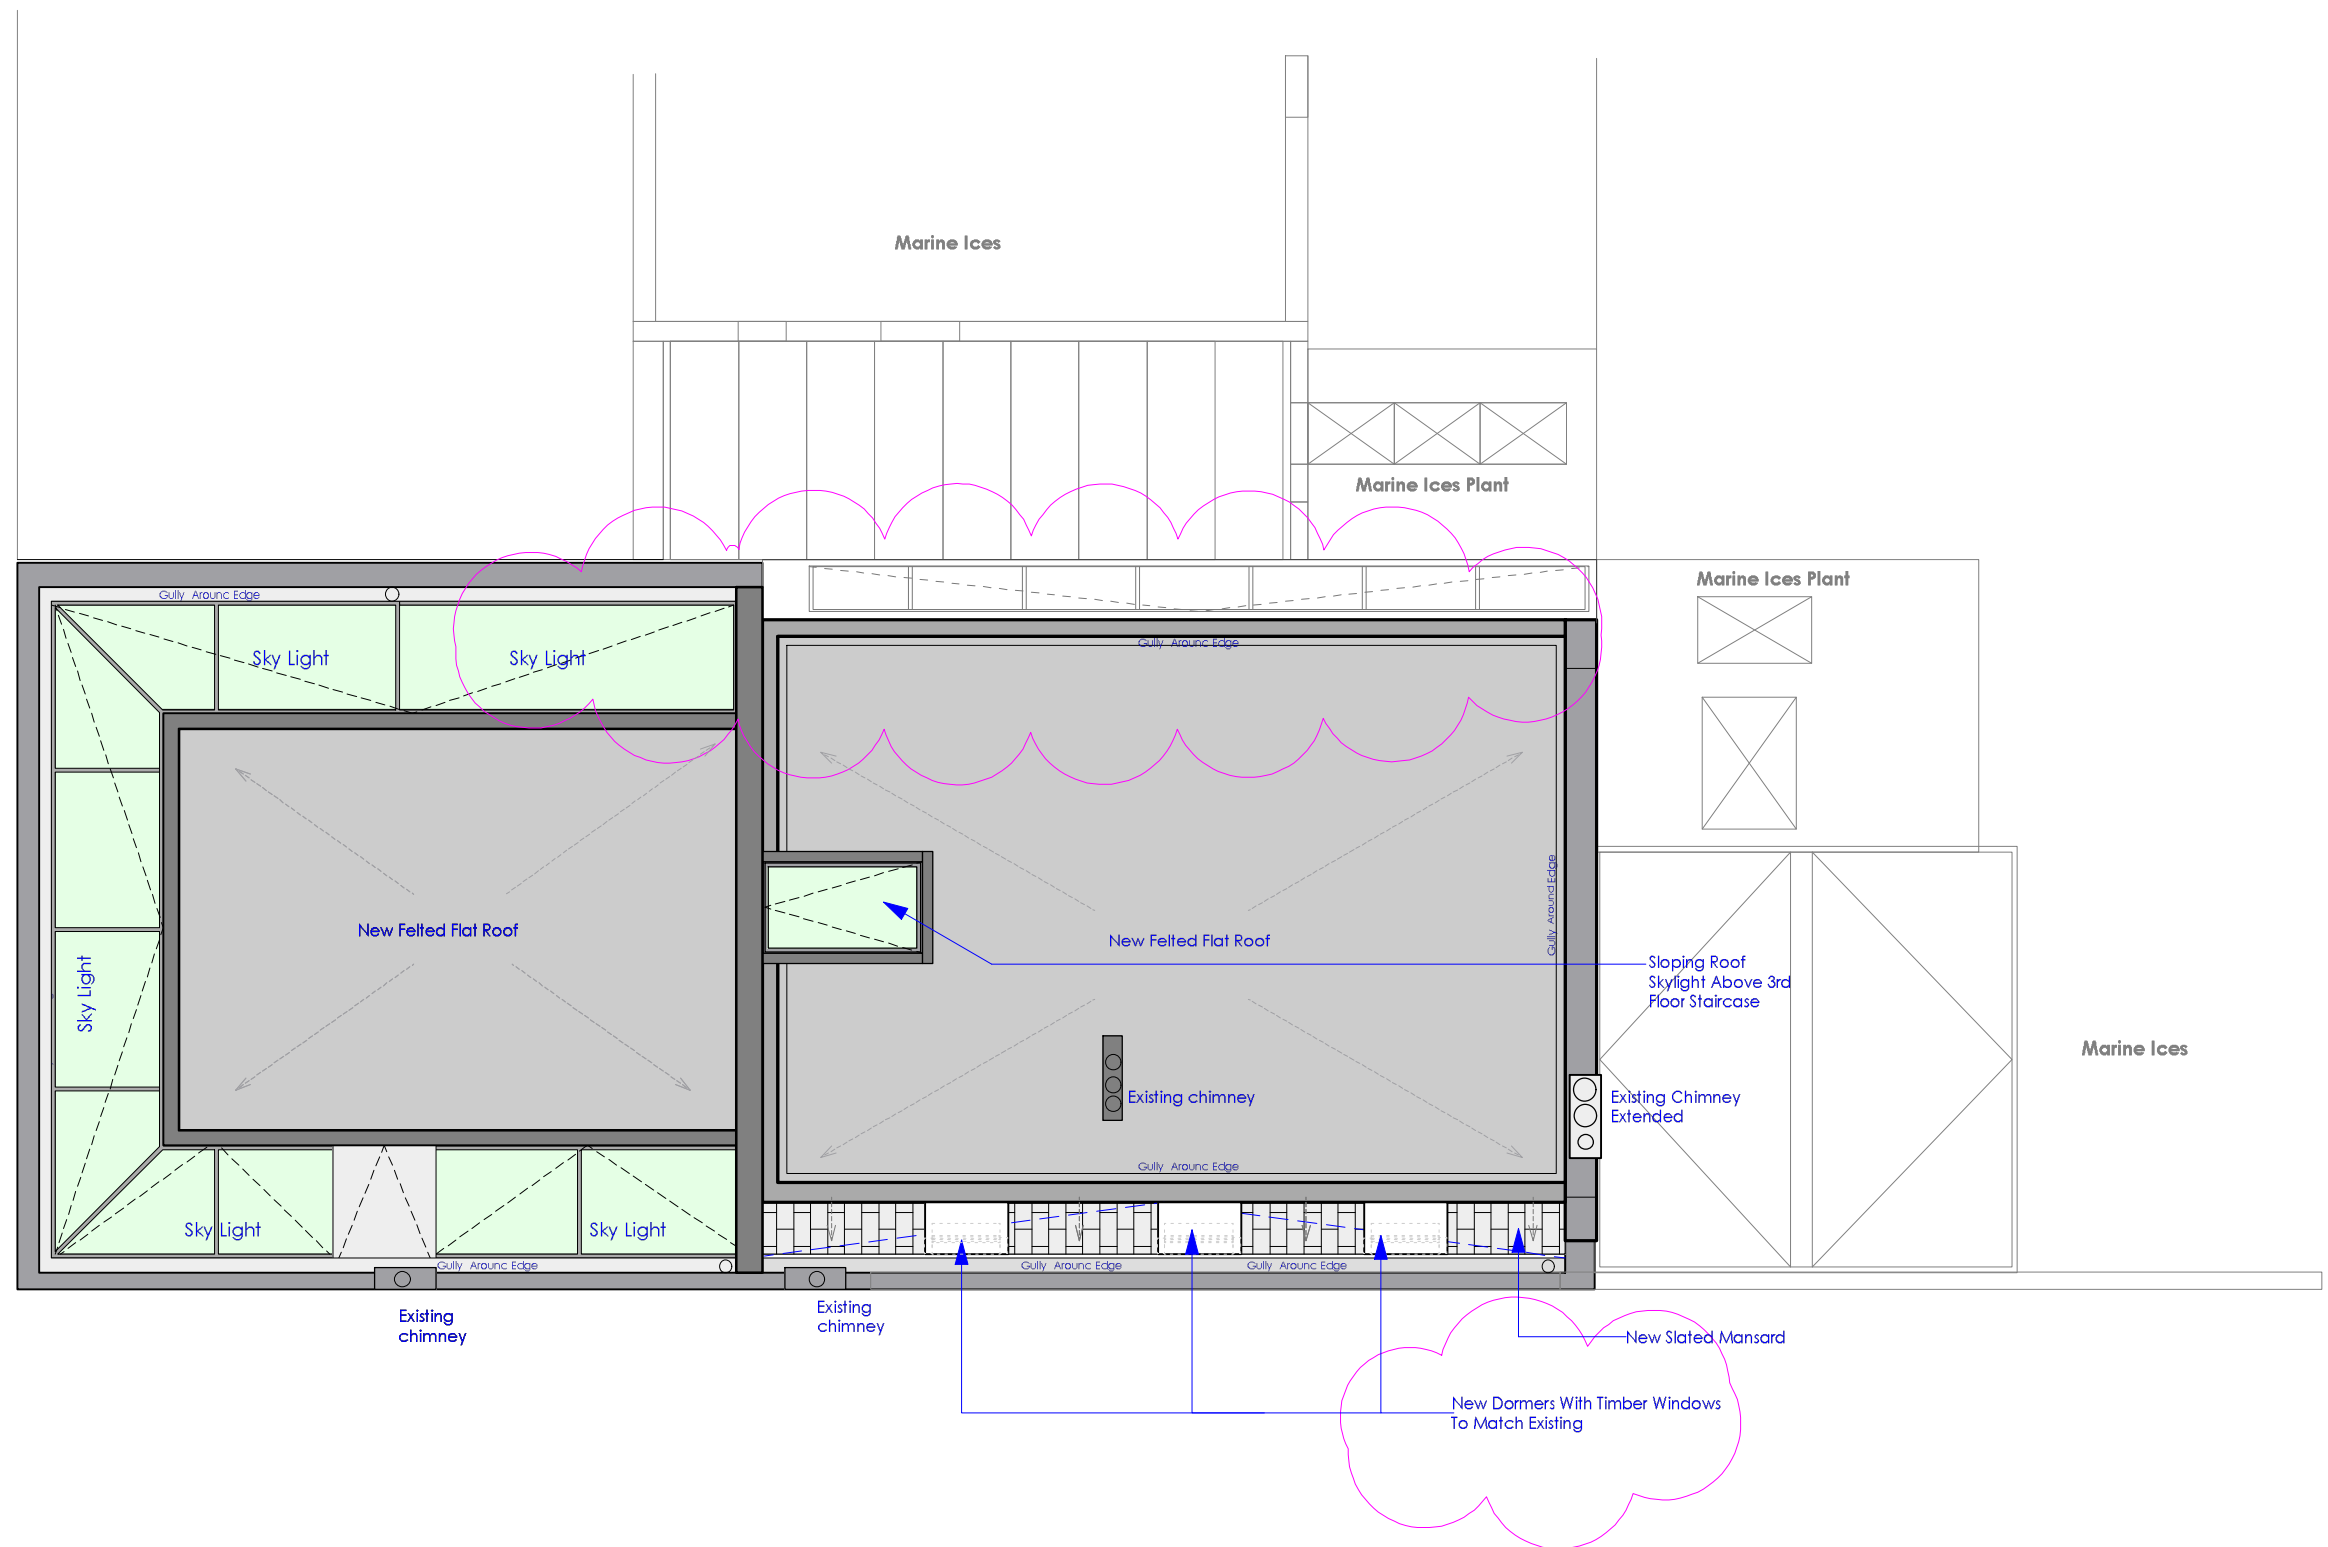 Marine Ices
Marine Ices Plant
Marine Ices Plant
Gully Arounc Edge
Sky Light
Sky Light
Gully Arounc Edge
Gully Around Edge
New Felted Flat Roof
New Felted Flat Roof
Sky Light
Sloping Roof
Skylight Above 3rd
Floor Staircase
Marine Ices
Existing chimney
Existing Chimney
Extended
Gully Arounc Edge
Sky Light
Sky Light
Gully Arounc Edge
Gully Arounc Edge
Gully Arounc Edge
Existing
chimney
Existing
chimney
New Slated Mansard
New Dormers With Timber Windows
To Match Existing